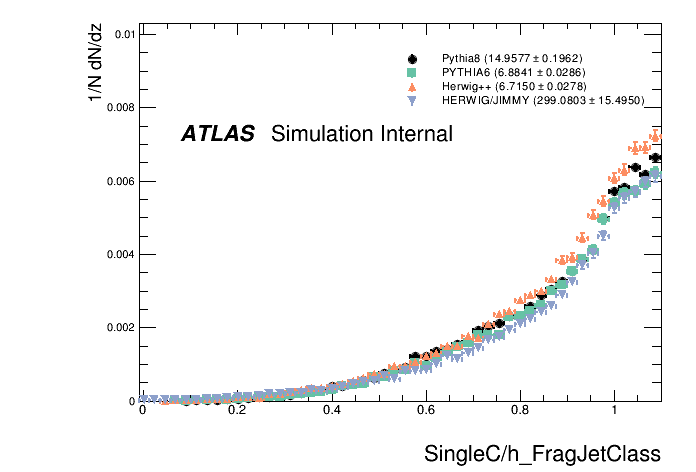 1/N dN/dz
0.01
0.008
0.006
0.004
0.002
0
Pythia8 (14.9577 ± 0.1962)
PYTHIA6 (6.8841 ± 0.0286)
Herwig++ (6.7150 ± 0.0278)
HERWIG/JIMMY (299.0803 ± 15.4950)
ATLAS Simulation Internal
0 0.2 0.4 0.6 0.8 1
SingleC/h_FragJetClass